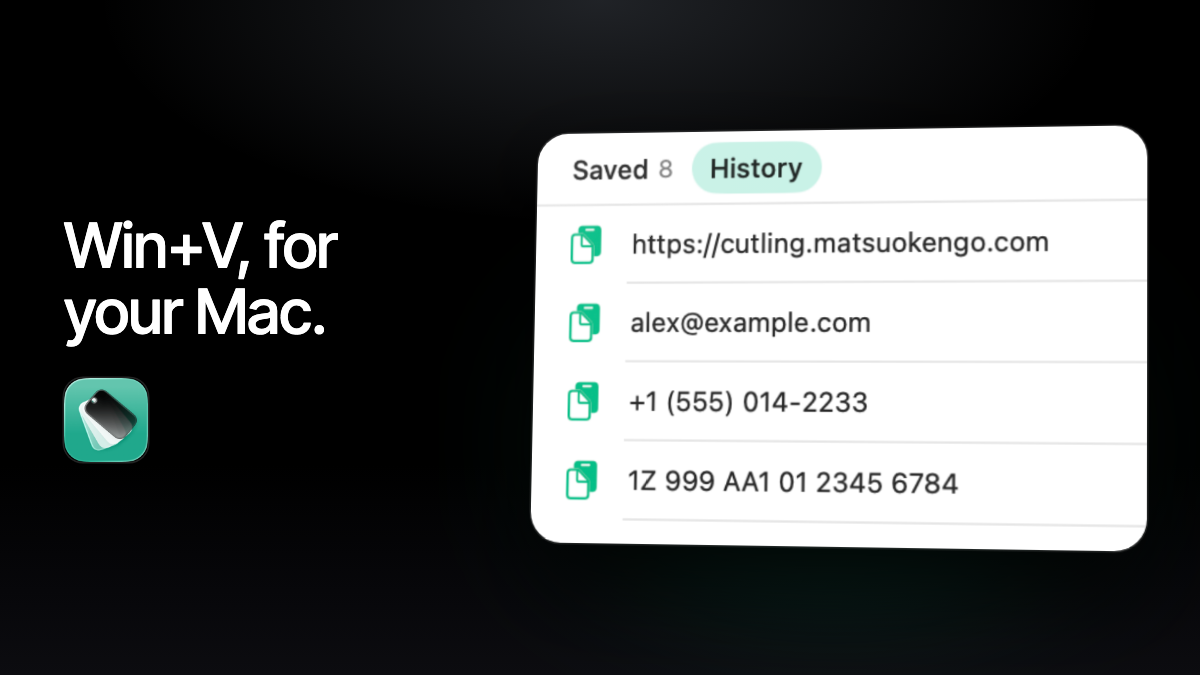 Win+V, for
your Mac.
Saved 8 History
https://cutling.matsuokengo.com
alex@example.com
+1 (555) 014-2233
1Z 999 AA1 01 2345 6784